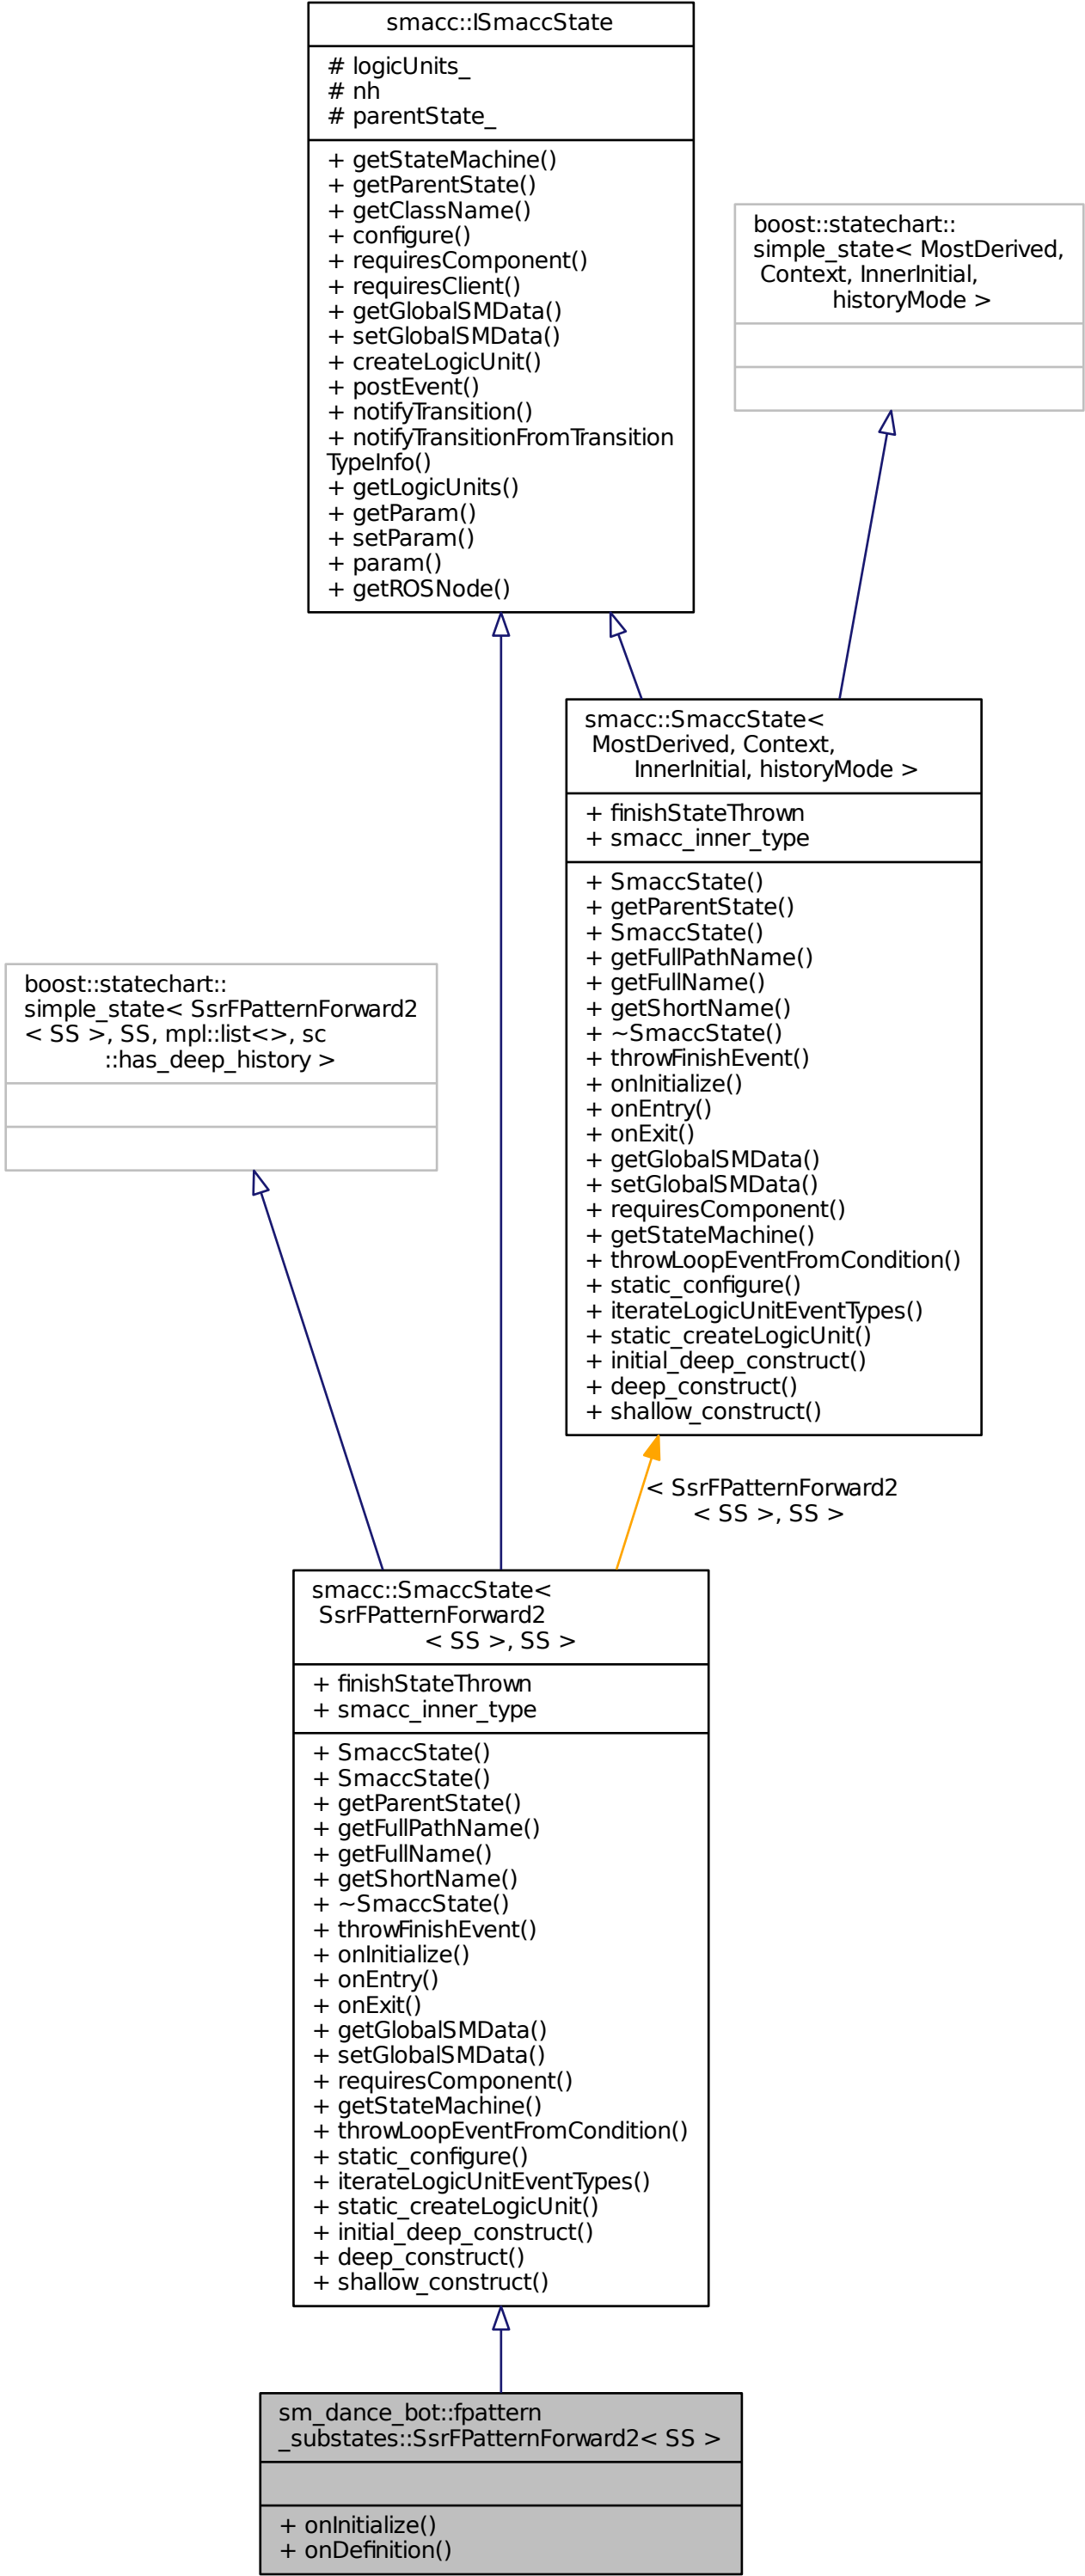 smacc::ISmaccState
# logicUnits_
# nh
# parentState_
+ getStateMachine()
+ getParentState()
+ getClassName()
+ configure()
+ requiresComponent()
+ requiresClient()
+ getGlobalSMData()
+ setGlobalSMData()
+ createLogicUnit()
+ postEvent()
+ notifyTransition()
+ notifyTransitionFromTransition
TypeInfo()
+ getLogicUnits()
+ getParam()
+ setParam()
+ param()
+ getROSNode()
boost::statechart::
simple_state< MostDerived,
Context, InnerInitial,
historyMode >
smacc::SmaccState<
MostDerived, Context,
InnerInitial, historyMode >
+ finishStateThrown
+ smacc_inner_type
+ SmaccState()
+ getParentState()
+ SmaccState()
+ getFullPathName()
+ getFullName()
+ getShortName()
+ ~SmaccState()
+ throwFinishEvent()
+ onInitialize()
+ onEntry()
+ onExit()
+ getGlobalSMData()
+ setGlobalSMData()
+ requiresComponent()
+ getStateMachine()
+ throwLoopEventFromCondition()
+ static_configure()
+ iterateLogicUnitEventTypes()
+ static_createLogicUnit()
+ initial_deep_construct()
+ deep_construct()
+ shallow_construct()
boost::statechart::
simple_state< SsrFPatternForward2
< SS >, SS, mpl::list<>, sc
::has_deep_history >
< SsrFPatternForward2
< SS >, SS >
smacc::SmaccState<
SsrFPatternForward2
< SS >, SS >
+ finishStateThrown
+ smacc_inner_type
+ SmaccState()
+ SmaccState()
+ getParentState()
+ getFullPathName()
+ getFullName()
+ getShortName()
+ ~SmaccState()
+ throwFinishEvent()
+ onInitialize()
+ onEntry()
+ onExit()
+ getGlobalSMData()
+ setGlobalSMData()
+ requiresComponent()
+ getStateMachine()
+ throwLoopEventFromCondition()
+ static_configure()
+ iterateLogicUnitEventTypes()
+ static_createLogicUnit()
+ initial_deep_construct()
+ deep_construct()
+ shallow_construct()
sm_dance_bot::fpattern
_substates::SsrFPatternForward2< SS >
+ onInitialize()
+ onDefinition()